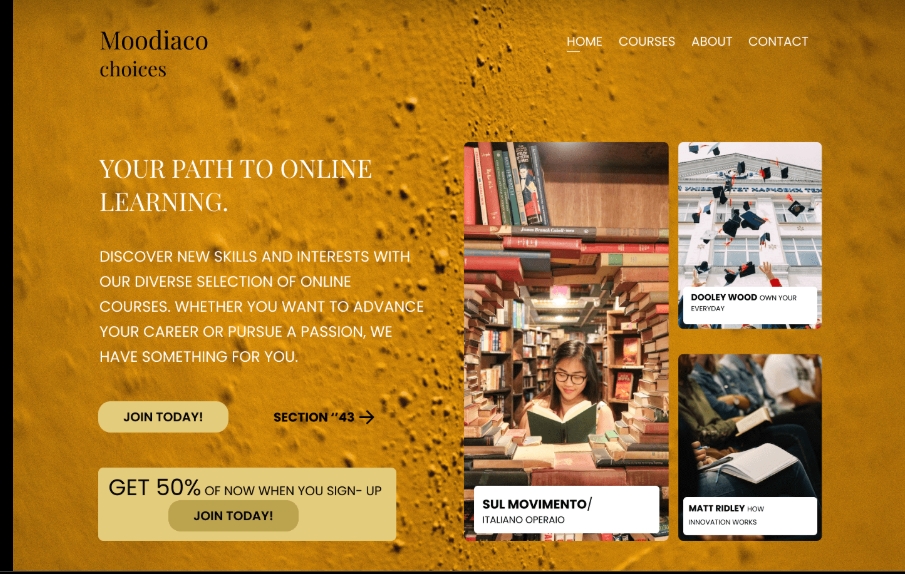 Moodiaco
choices
HOME COURSES ABOUT CONTACT
YOUR PATH TO ONLINE
LEARNING.
DISCOVER NEW SKILLS AND INTERESTS WITH
OUR DIVERSE SELECTION OF ONLINE
COURSES. WHETHER YOU WANT TO ADVANCE
YOUR CAREER OR PURSUE A PASSION, WE
HAVE SOMETHING FOR YOU.
JOIN TODAY!
SECTION ‘’43
GET 50% OF NOW WHEN YOU SIGN- UP
JOIN TODAY!
SUL MOVIMENTO/
ITALIANO OPERAIO
DOOLEY WOOD OWN YOUR
EVERYDAY
MATT RIDLEY HOW
INNOVATION WORKS